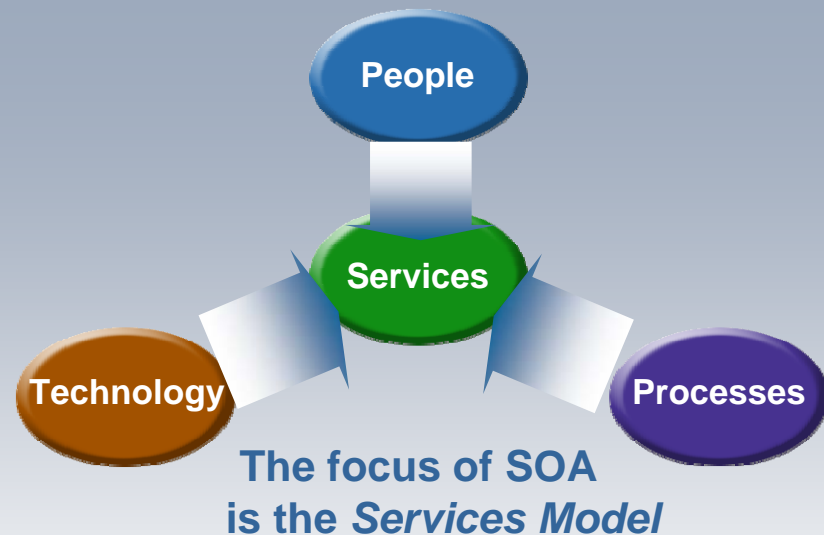 People
Services
Technology
Processes
The focus of SOA
is the Services Model